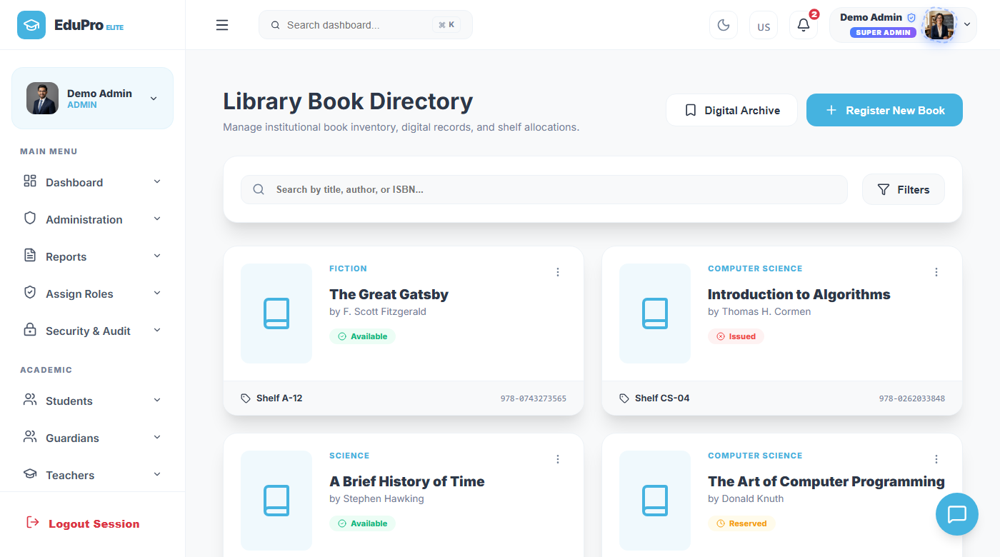 EduPro ELITE
Search dashboard...
⌘ K
US
2
Demo Admin
SUPER ADMIN
Demo Admin
ADMIN
MAIN MENU
Dashboard
Administration
Reports
Assign Roles
Security & Audit
ACADEMIC
Students
Guardians
Teachers
Logout Session
Library Book Directory
Manage institutional book inventory, digital records, and shelf allocations.
Digital Archive
Register New Book
Search by title, author, or ISBN...
Filters
FICTION
The Great Gatsby
by F. Scott Fitzgerald
Available
Shelf A-12
978-0743273565
COMPUTER SCIENCE
Introduction to Algorithms
by Thomas H. Cormen
Issued
Shelf CS-04
978-0262033848
SCIENCE
A Brief History of Time
by Stephen Hawking
Available
COMPUTER SCIENCE
The Art of Computer Programming
by Donald Knuth
Reserved